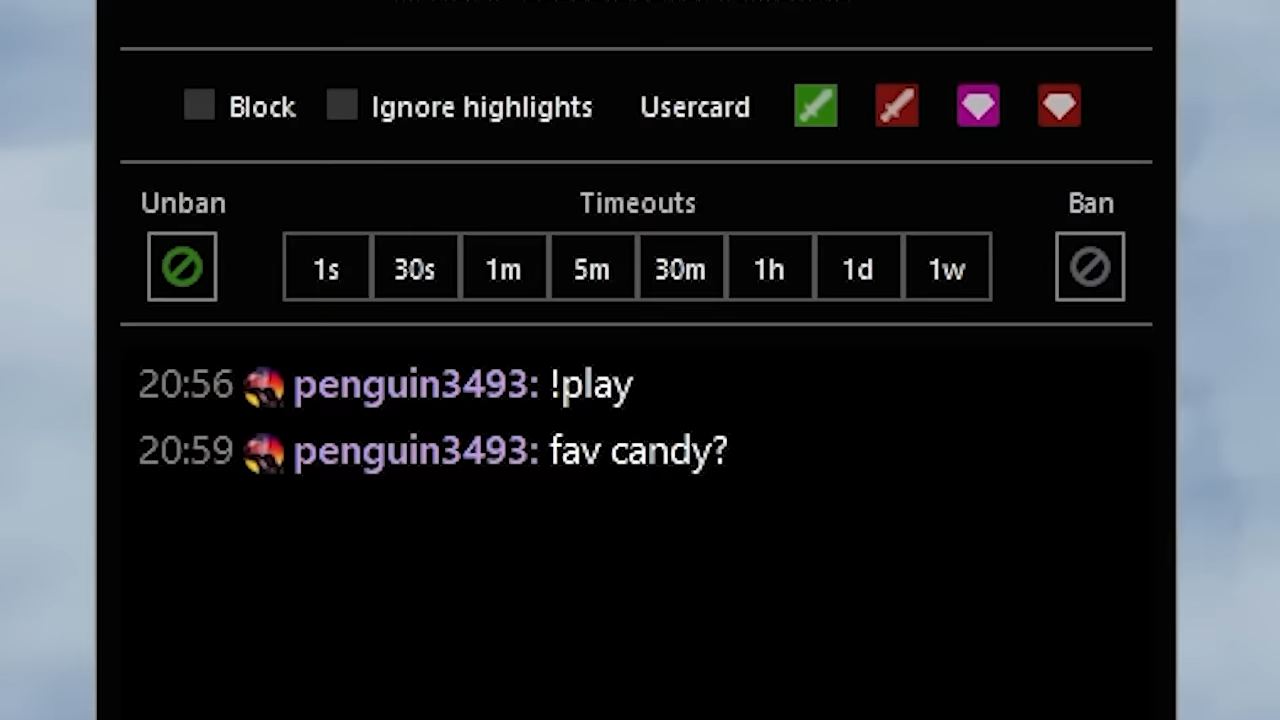 Block Ignore highlights Usercard
Unban Timeouts Ban
1s 30s 1m 5m 30m 1h 1d 1w
20:56 penguin3493: !play
20:59 penguin3493: fav candy?